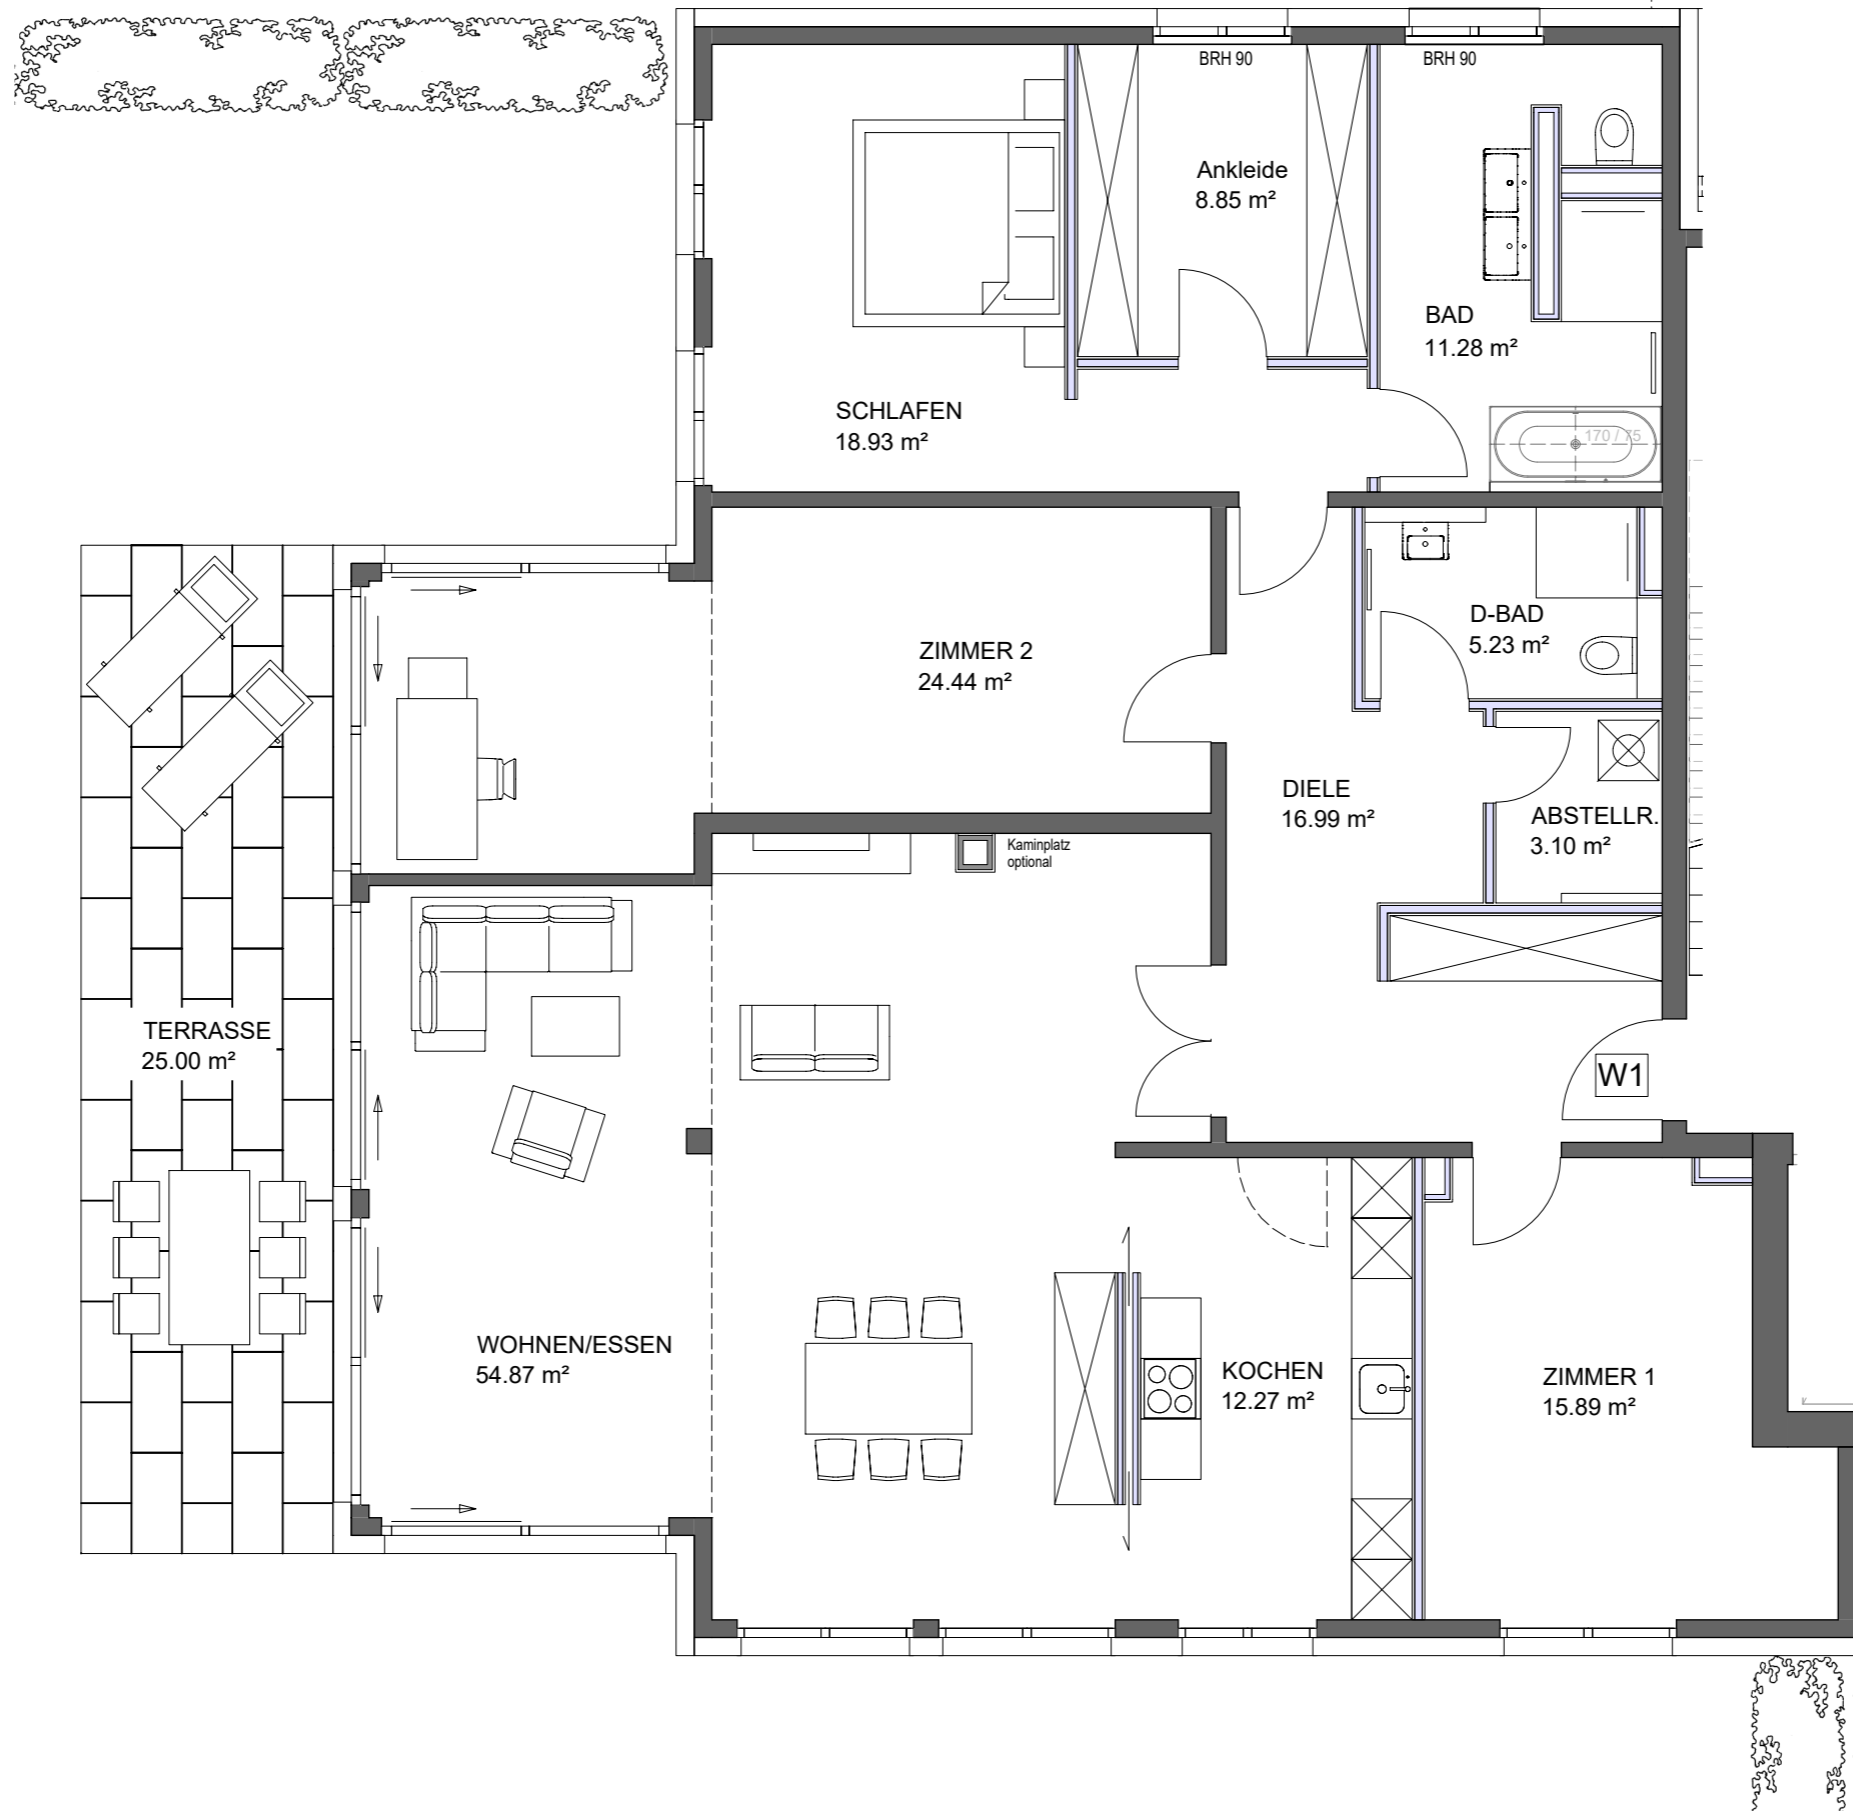 BRH 90
BRH 90
Ankleide
8.85 m²
BAD
11.28 m²
SCHLAFEN
18.93 m²
170 / 75
D-BAD
5.23 m²
ZIMMER 2
24.44 m²
DIELE
16.99 m²
ABSTELLR.
3.10 m²
Kaminplatz
optional
TERRASSE
25.00 m²
W1
WOHNEN/ESSEN
54.87 m²
KOCHEN
12.27 m²
ZIMMER 1
15.89 m²